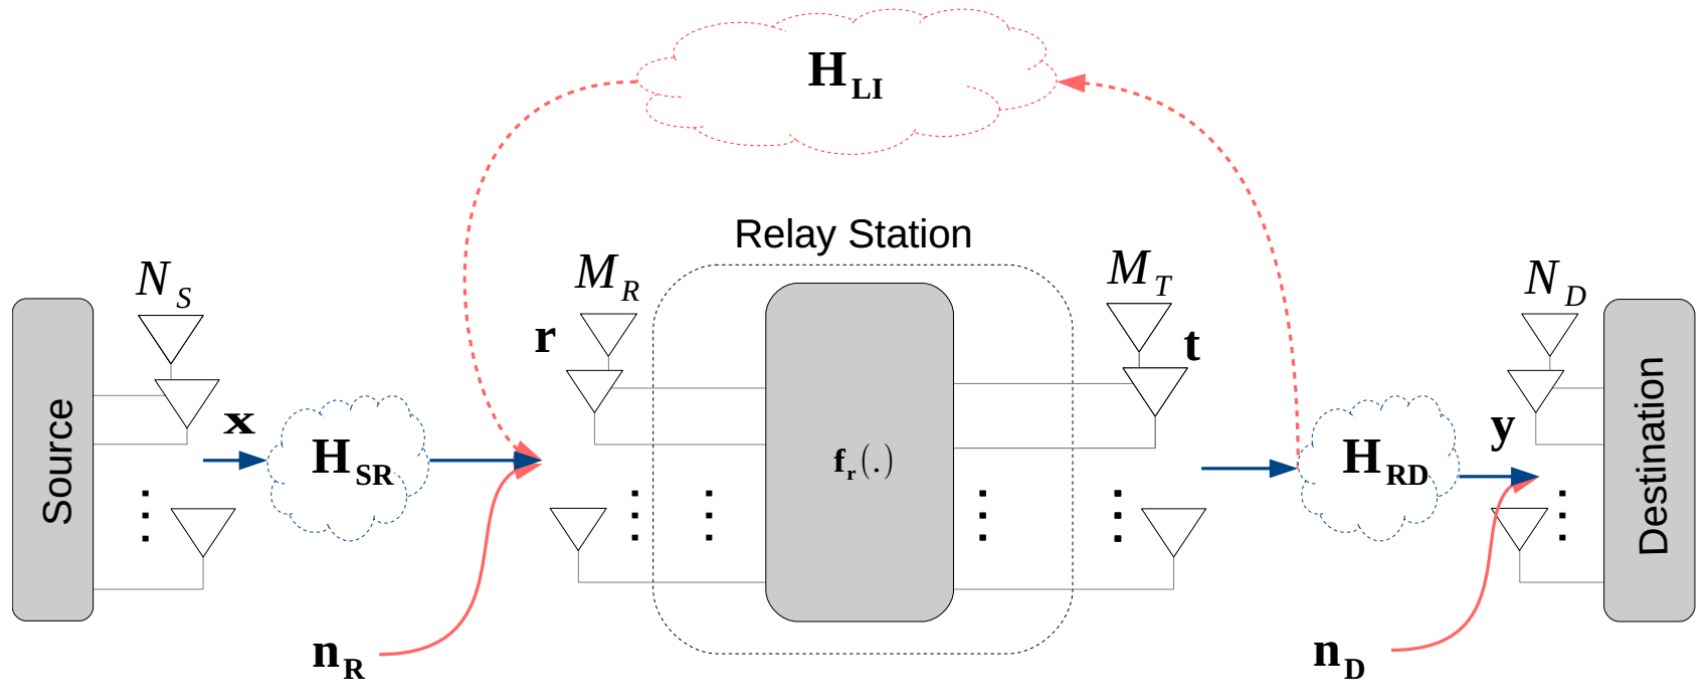 H_LI
Relay Station
N_S
M_R
M_T
N_D
r
t
x
y
Source
H_SR
f_r(.)
H_RD
Destination
n_R
n_D